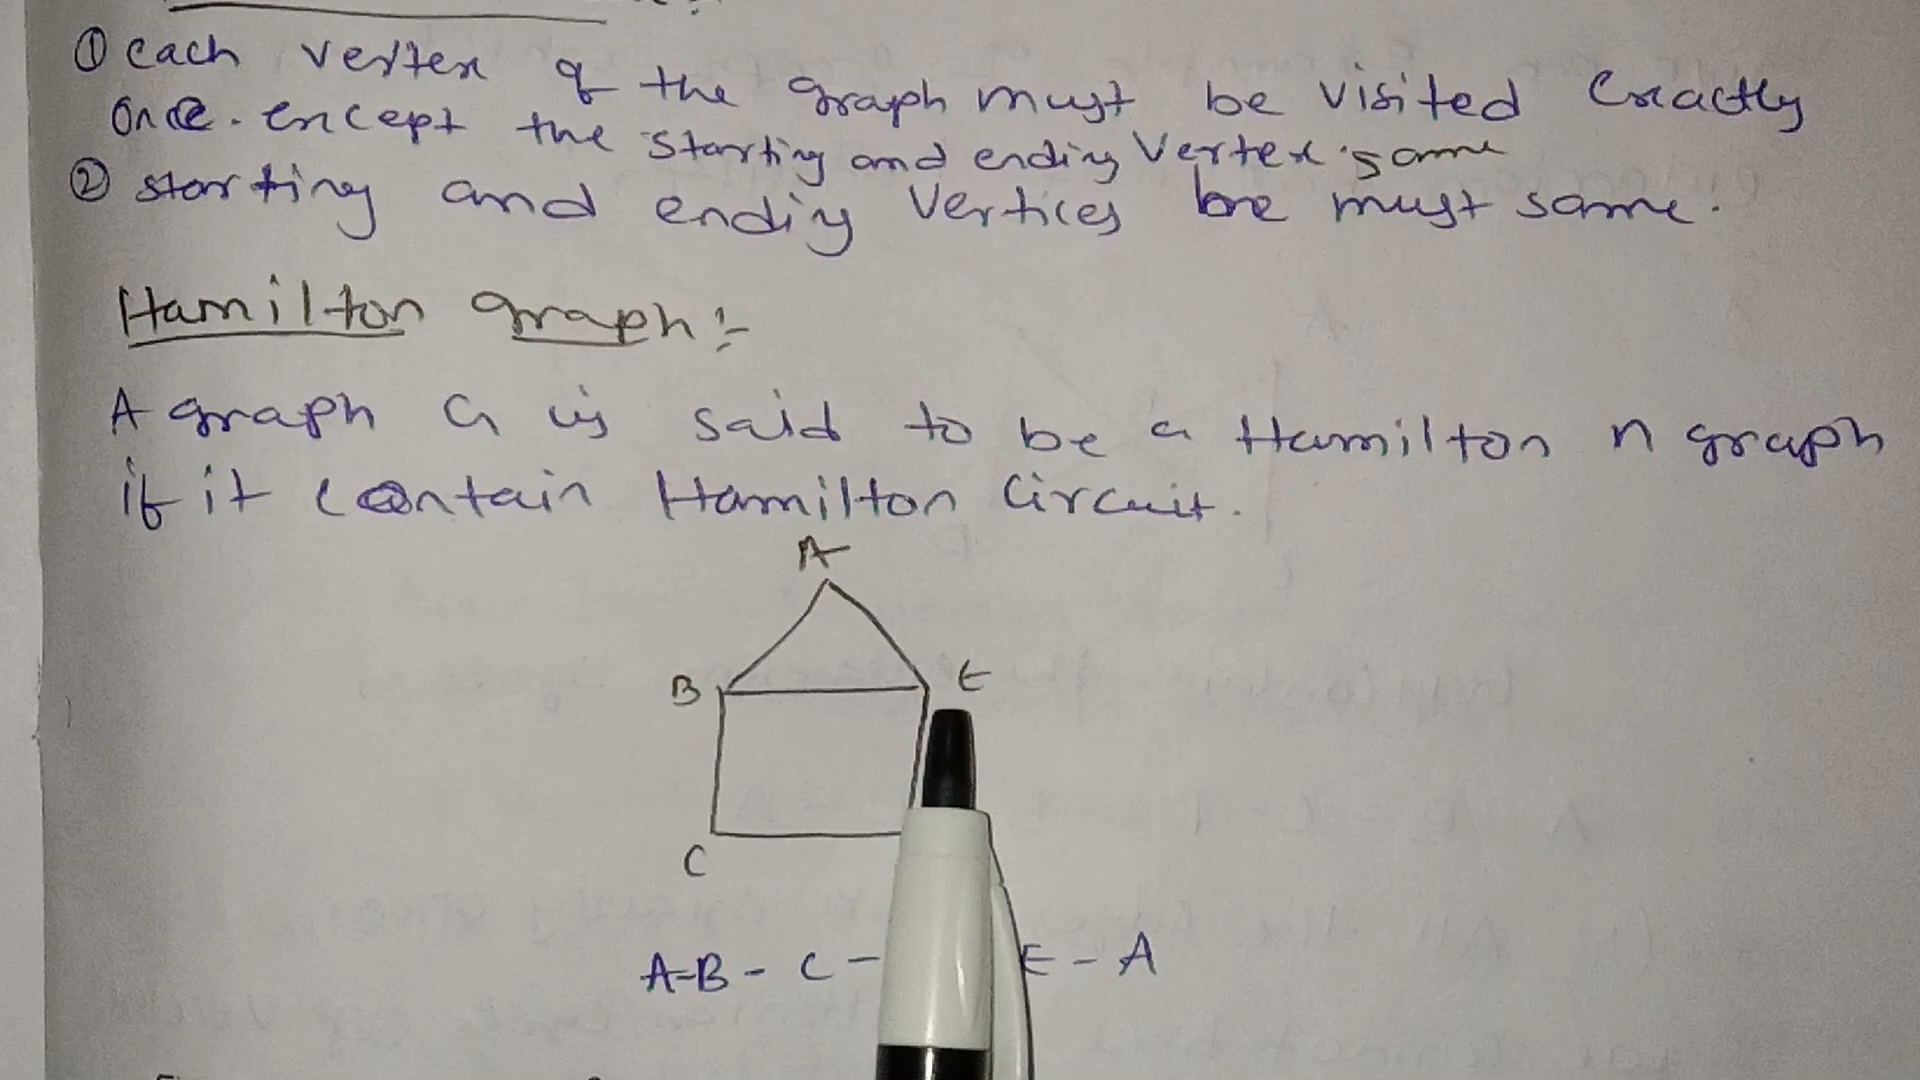 ① each vertex of the graph must be visited exactly
once. except the starting and ending vertex same
② starting and ending vertices be must same.
Hamilton graph:-
A graph G is said to be a Hamilton n graph
if it contain Hamilton circuit.
A
B E
C
A-B-C- E-A